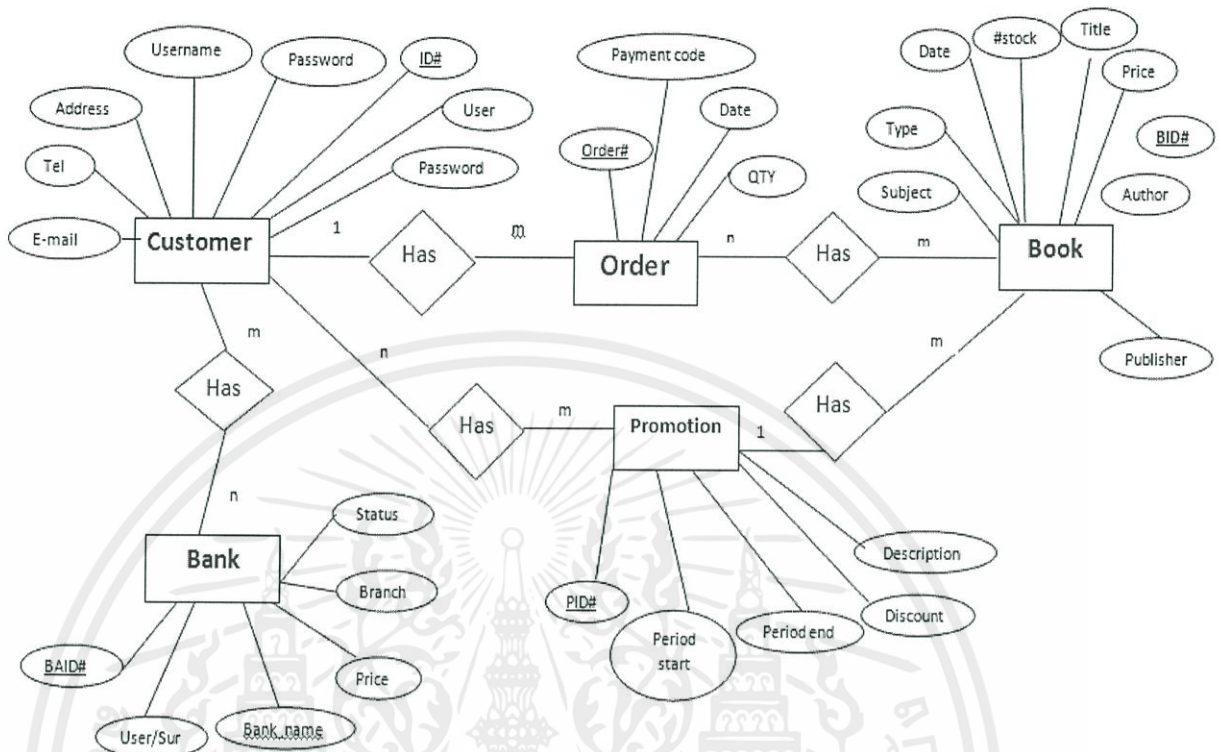 Username
Password
ID#
Payment code
Date
#stock
Title
Address
User
Date
Price
Tel
Password
Order#
QTY
Type
BID#
Subject
Author
E-mail
Customer
1
Has
m
Order
n
Has
m
Book
m
n
m
Publisher
Has
Has
m
Promotion
1
Has
n
Status
Bank
Branch
Description
PID#
Discount
BAID#
Price
Period
start
Period end
User/Sur
Bank_name